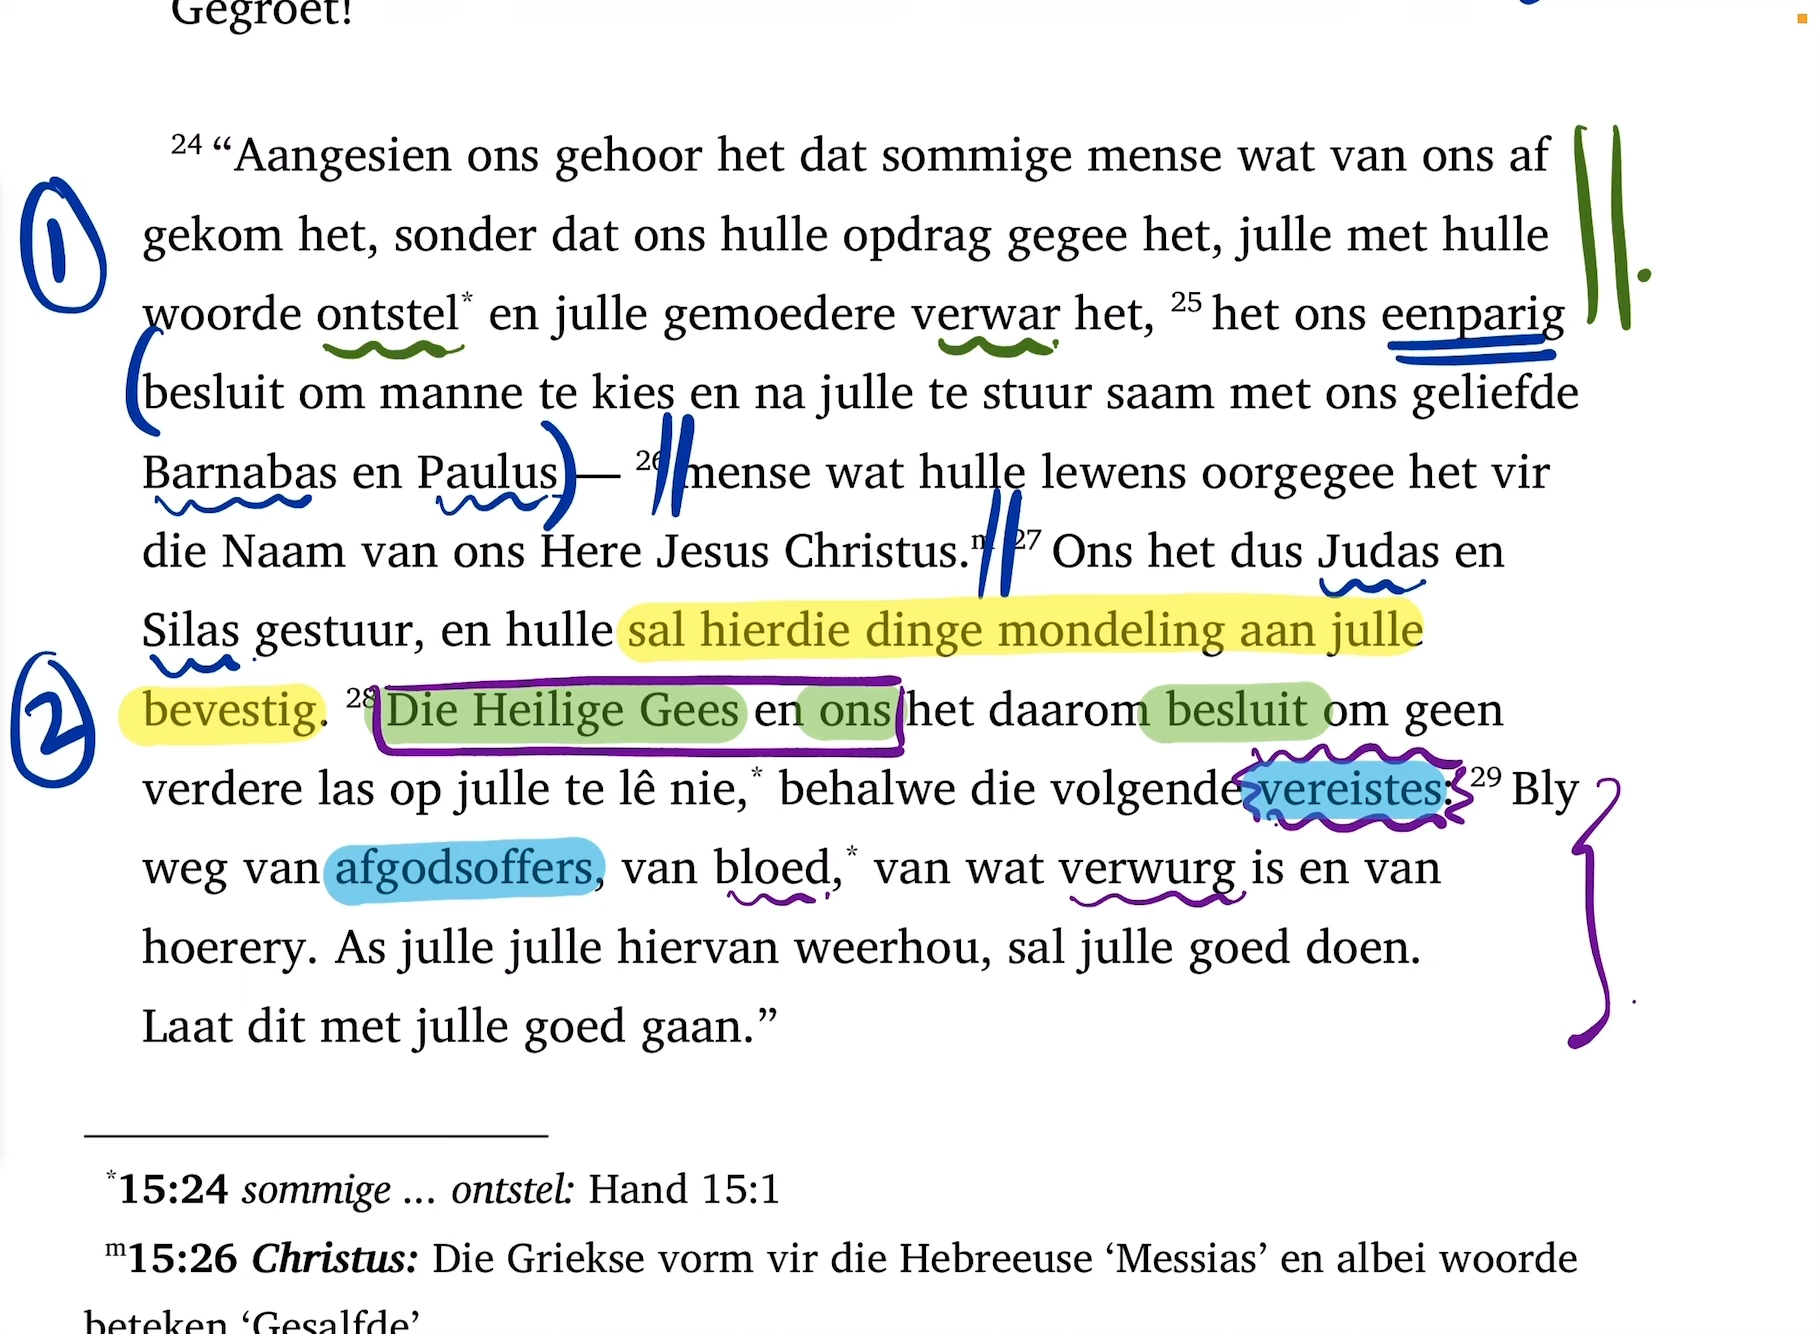 Gegroet!
24 “Aangesien ons gehoor het dat sommige mense wat van ons af
① gekom het, sonder dat ons hulle opdrag gegee het, julle met hulle
woorde ontstel* en julle gemoedere verwar het, 25 het ons eenparig
(besluit om manne te kies en na julle te stuur saam met ons geliefde
Barnabas en Paulus)— 26 mense wat hulle lewens oorgegee het vir
die Naam van ons Here Jesus Christus.m 27 Ons het dus Judas en
Silas gestuur, en hulle sal hierdie dinge mondeling aan julle
② bevestig. 28 Die Heilige Gees en ons het daarom besluit om geen
verdere las op julle te lê nie,* behalwe die volgende vereistes: 29 Bly
weg van afgodsoffers, van bloed,* van wat verwurg is en van
hoerery. As julle julle hiervan weerhou, sal julle goed doen.
Laat dit met julle goed gaan.”
*15:24 sommige ... ontstel: Hand 15:1
m15:26 Christus: Die Griekse vorm vir die Hebreeuse ‘Messias’ en albei woorde
beteken ‘Gesalfde’